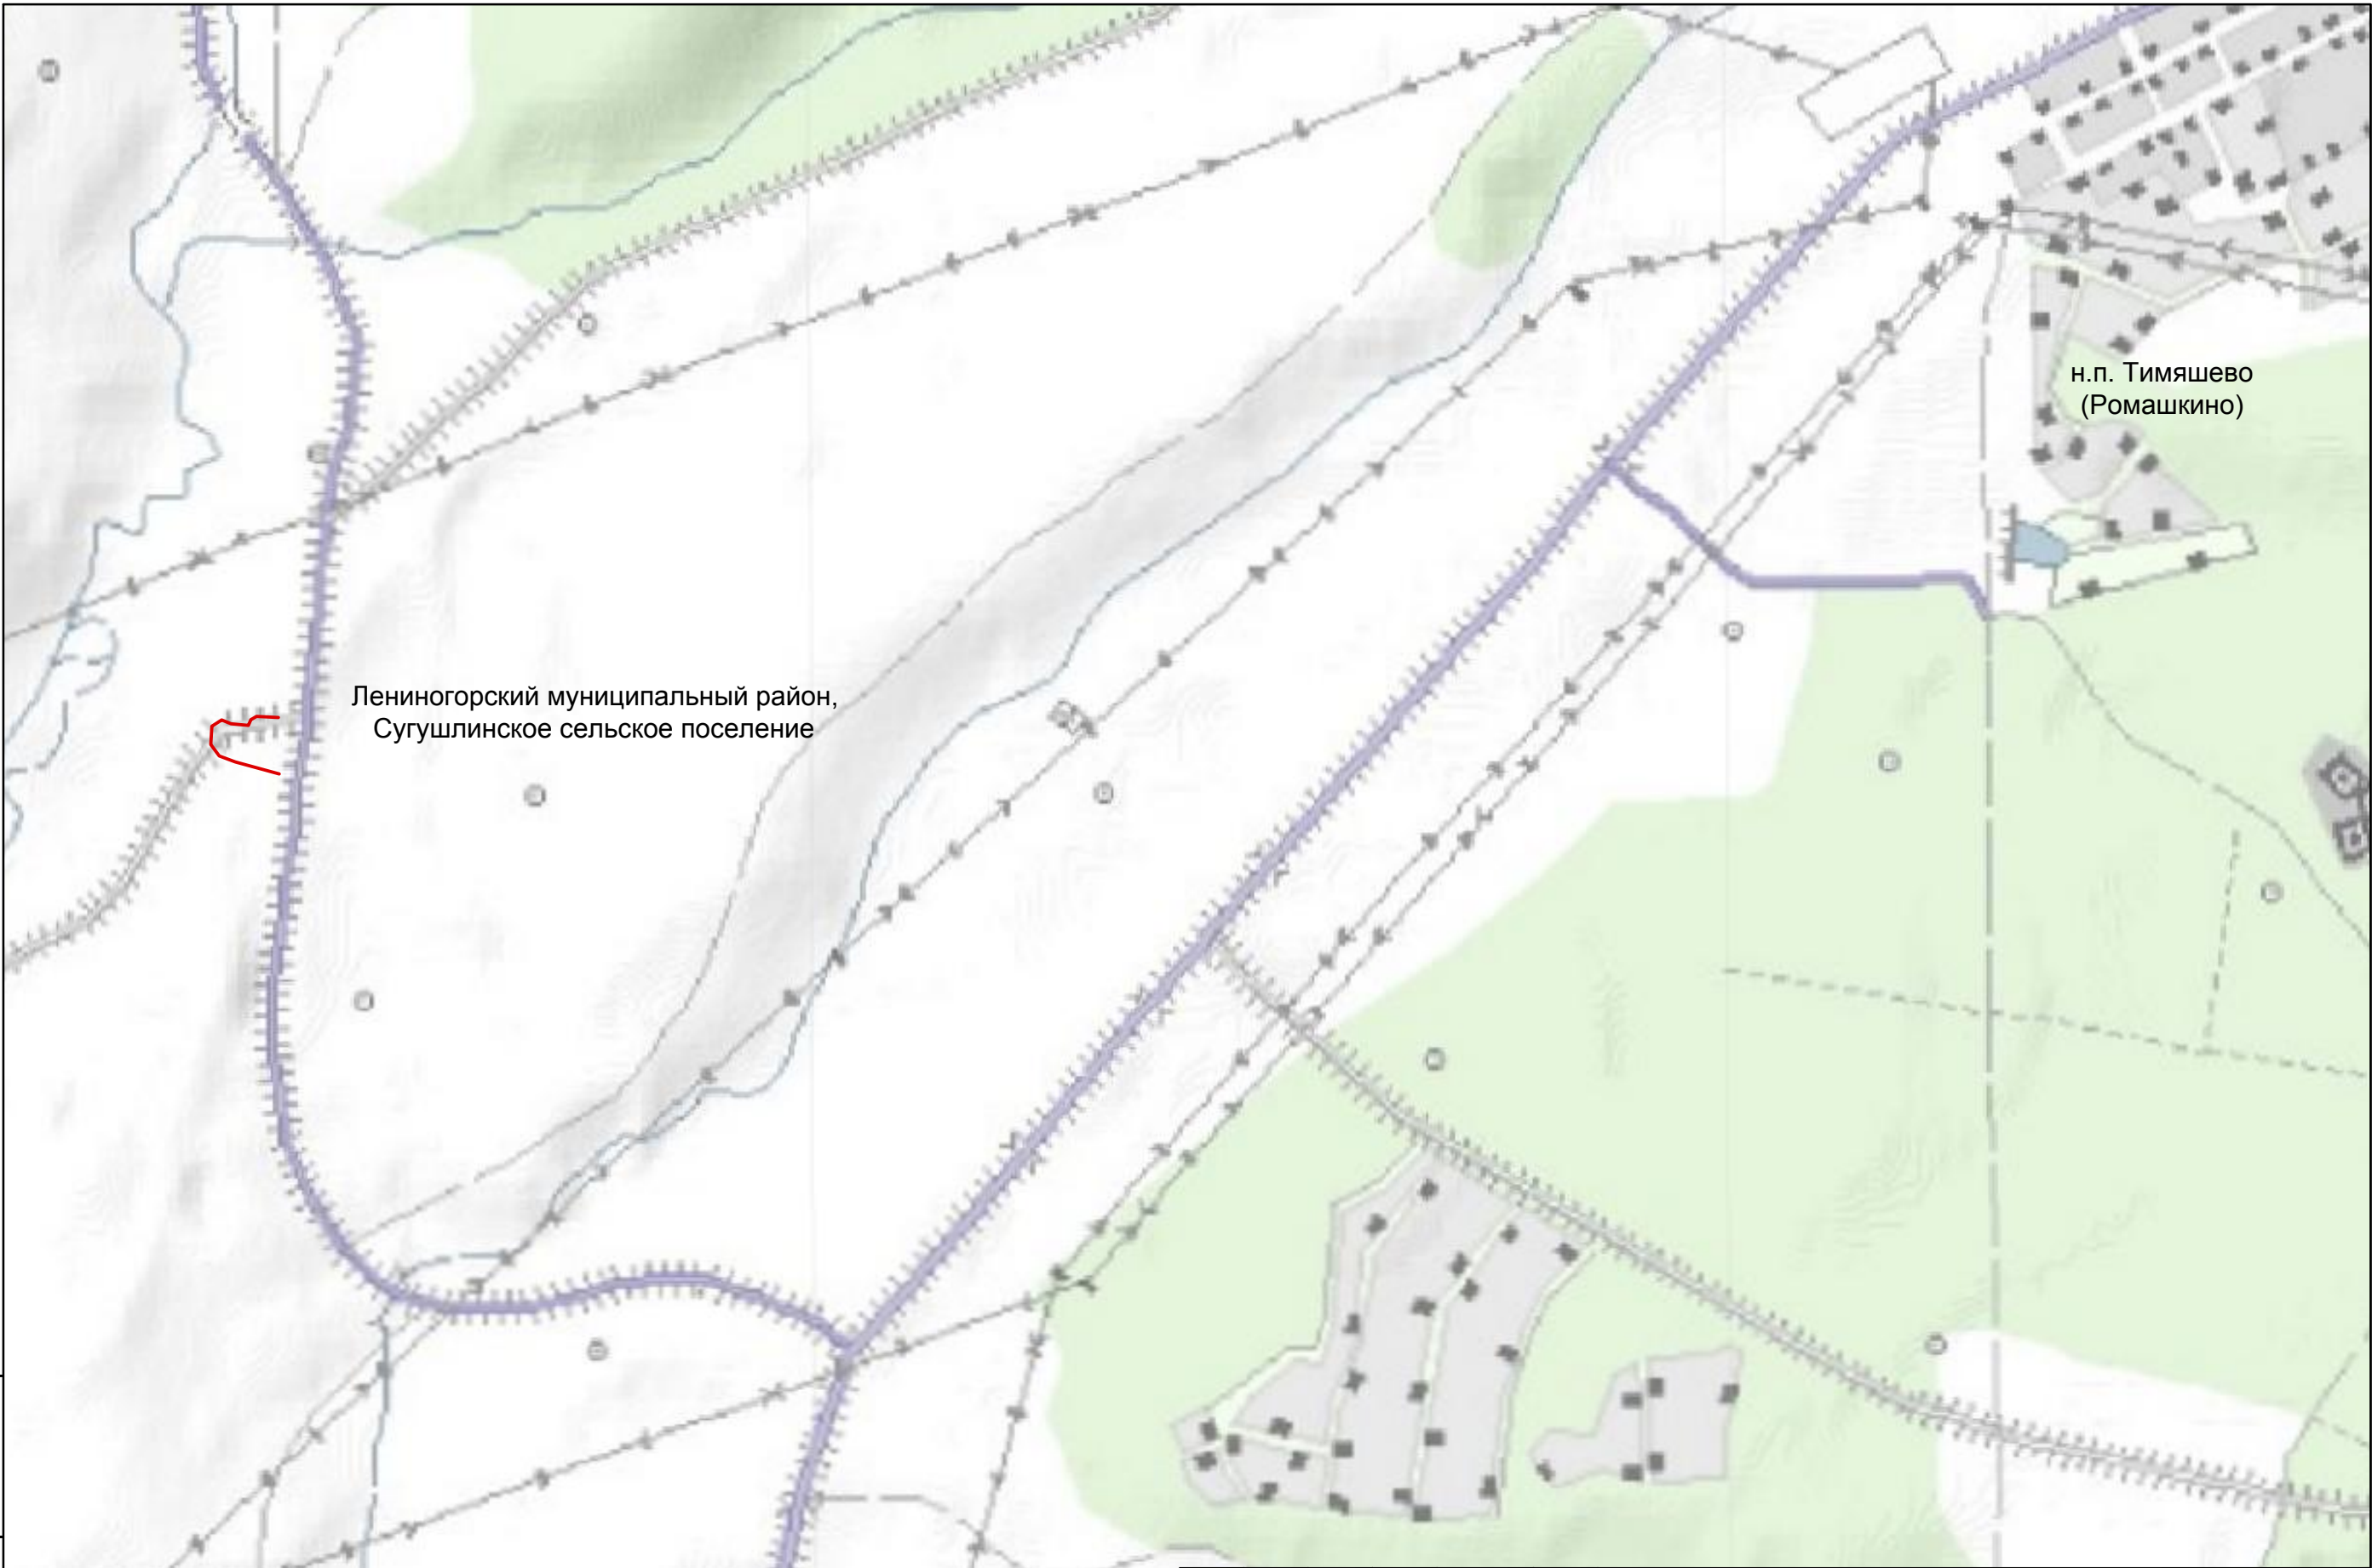 н.п. Тимяшево
(Ромашкино)
Лениногорский муниципальный район,
Сугушлинское сельское поселение